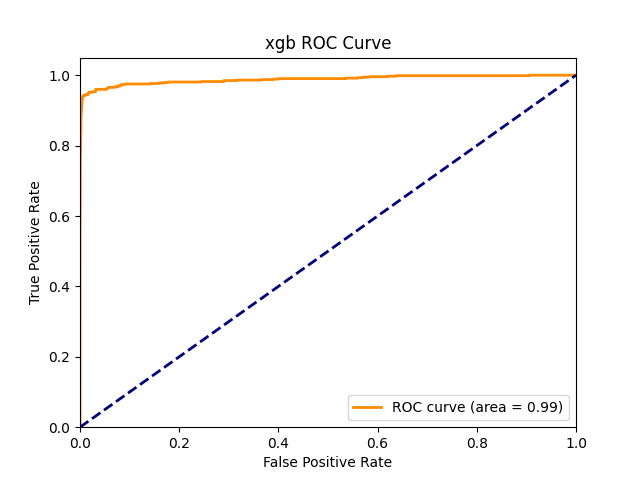 xgb ROC Curve
True Positive Rate
1.0
0.8
0.6
0.4
0.2
0.0
ROC curve (area = 0.99)
0.0 0.2 0.4 0.6 0.8 1.0
False Positive Rate